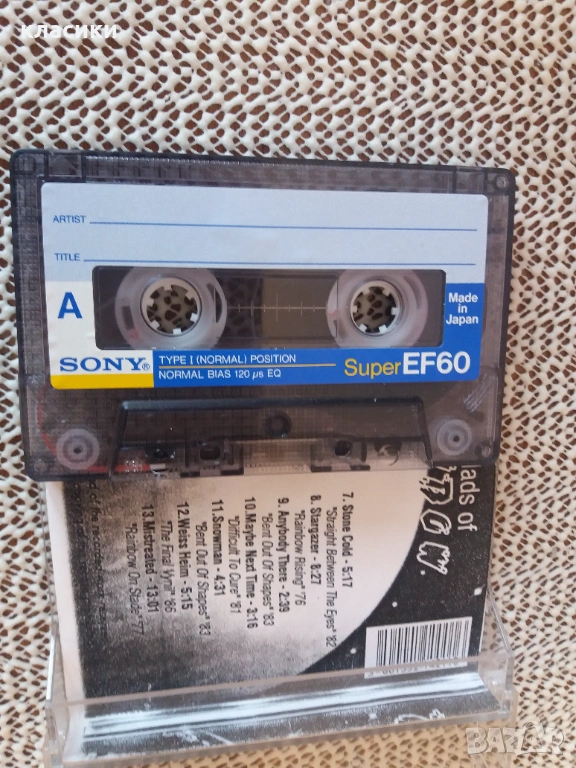 класики
ARTIST
TITLE
A
Made
in
Japan
SONY®
TYPE I (NORMAL) POSITION
NORMAL BIAS 120 µs EQ
Super EF60
lads of
7. Stone Cold - 5:17
"Straight Between The Eyes" '82
8. Stargazer - 8:27
"Rainbow Rising" '76
9. Anybody There - 2:39
"Bent Out Of Shapes" '83
10. Maybe Next Time - 3:16
"Difficult To Cure" '81
11. Snowman - 4:31
"Bent Out Of Shapes" '83
12. Weiss Heim - 5:15
"The Final Vynil" '86
13. Mistreated - 13:01
"Rainbow On Stage" '77